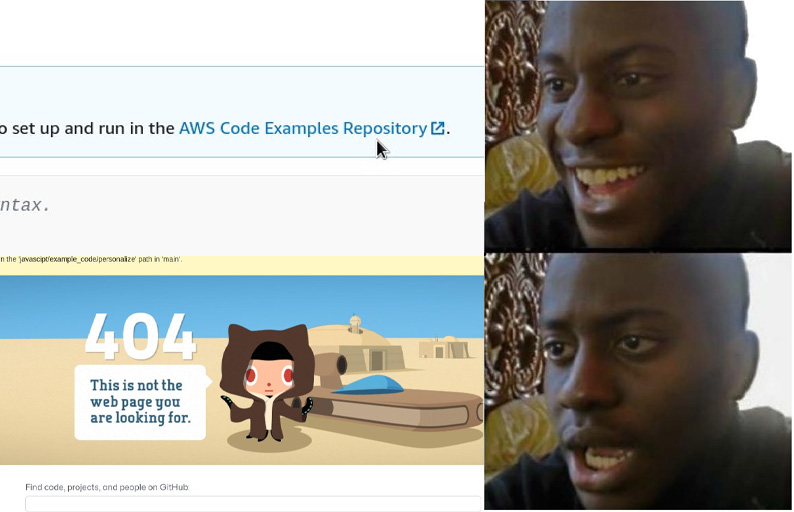 o set up and run in the AWS Code Examples Repository.
ntax.
n the 'javascipt/example_code/personalize' path in 'main'.
404
This is not the
web page you
are looking for.
Find code, projects, and people on GitHub: